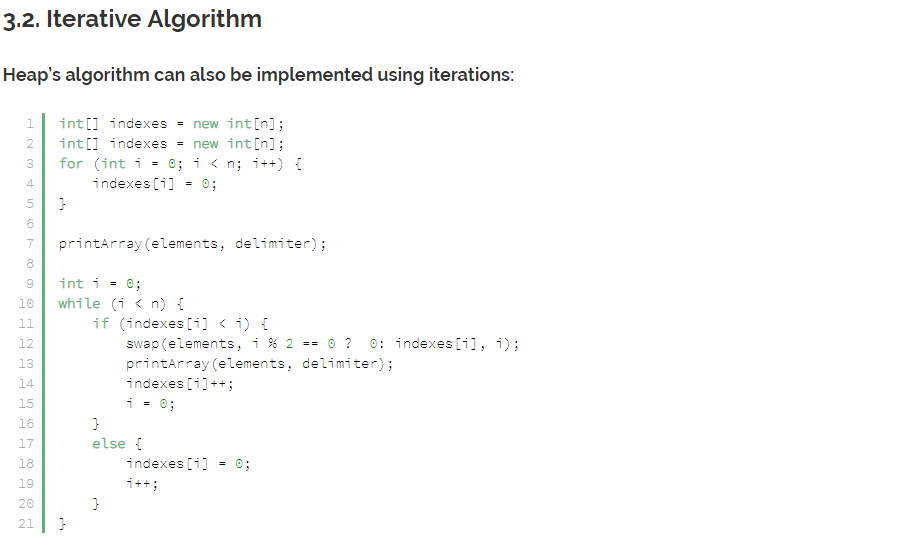 3.2. Iterative Algorithm
Heap's algorithm can also be implemented using iterations:
1 int[] indexes = new int[n];
2 int[] indexes = new int[n];
3 for (int i = 0; i < n; i++) {
4     indexes[i] = 0;
5 }
6
7 printArray(elements, delimiter);
8
9 int i = 0;
10 while (i < n) {
11     if (indexes[i] < i) {
12         swap(elements, i % 2 == 0 ?  0: indexes[i], i);
13         printArray(elements, delimiter);
14         indexes[i]++;
15         i = 0;
16     }
17     else {
18         indexes[i] = 0;
19         i++;
20     }
21 }